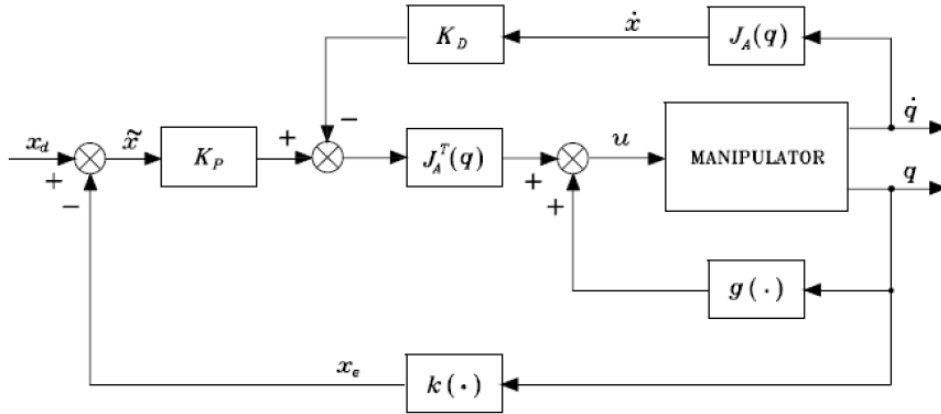 K_D
ẋ
J_A(q)
−
x_d
x̃
+
K_P
+
J_A^T(q)
u
MANIPULATOR
q̇
q
+
−
+
+
g(·)
x_e
k(·)